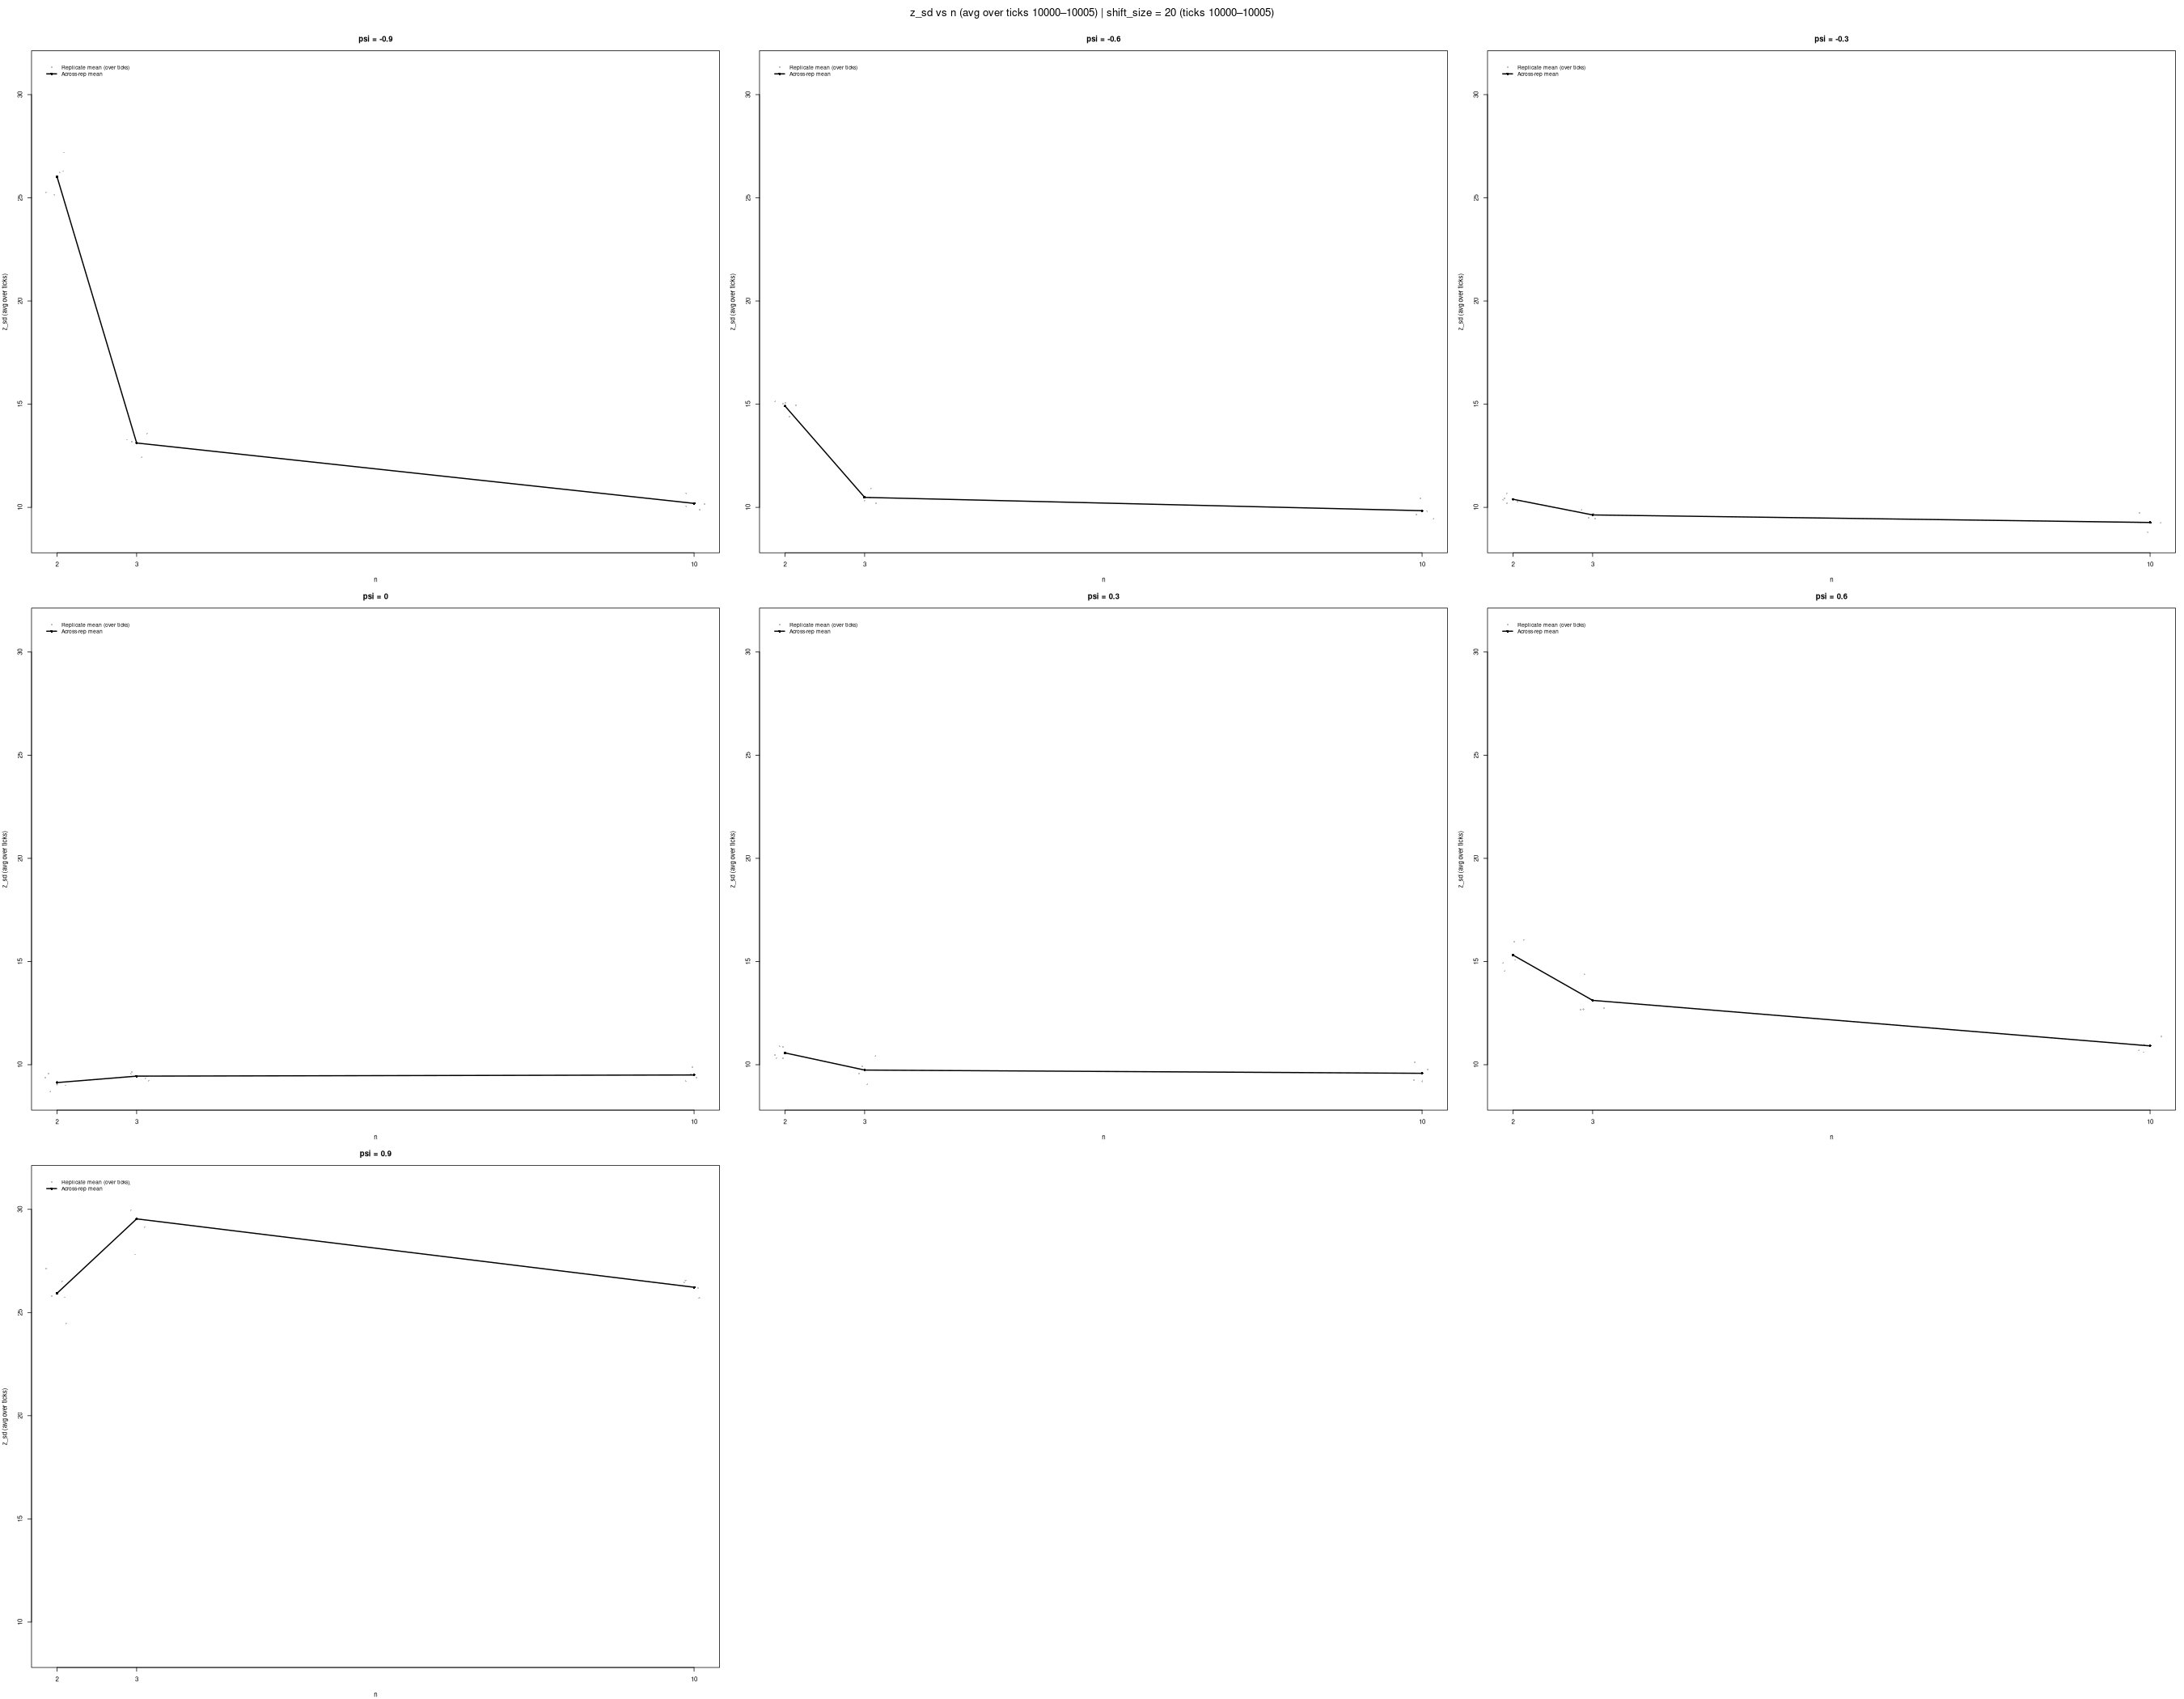 z_sd vs n (avg over ticks 10000–10005) | shift_size = 20 (ticks 10000–10005)
psi = -0.9
Replicate mean (over ticks)
Across-rep mean
z_sd (avg over ticks)
30
25
20
15
10
2
3
10
n
psi = -0.6
Replicate mean (over ticks)
Across-rep mean
z_sd (avg over ticks)
30
25
20
15
10
2
3
10
n
psi = -0.3
Replicate mean (over ticks)
Across-rep mean
z_sd (avg over ticks)
30
25
20
15
10
2
3
10
n
psi = 0
Replicate mean (over ticks)
Across-rep mean
z_sd (avg over ticks)
30
25
20
15
10
2
3
10
n
psi = 0.3
Replicate mean (over ticks)
Across-rep mean
z_sd (avg over ticks)
30
25
20
15
10
2
3
10
n
psi = 0.6
Replicate mean (over ticks)
Across-rep mean
z_sd (avg over ticks)
30
25
20
15
10
2
3
10
n
psi = 0.9
Replicate mean (over ticks)
Across-rep mean
z_sd (avg over ticks)
30
25
20
15
10
2
3
10
n